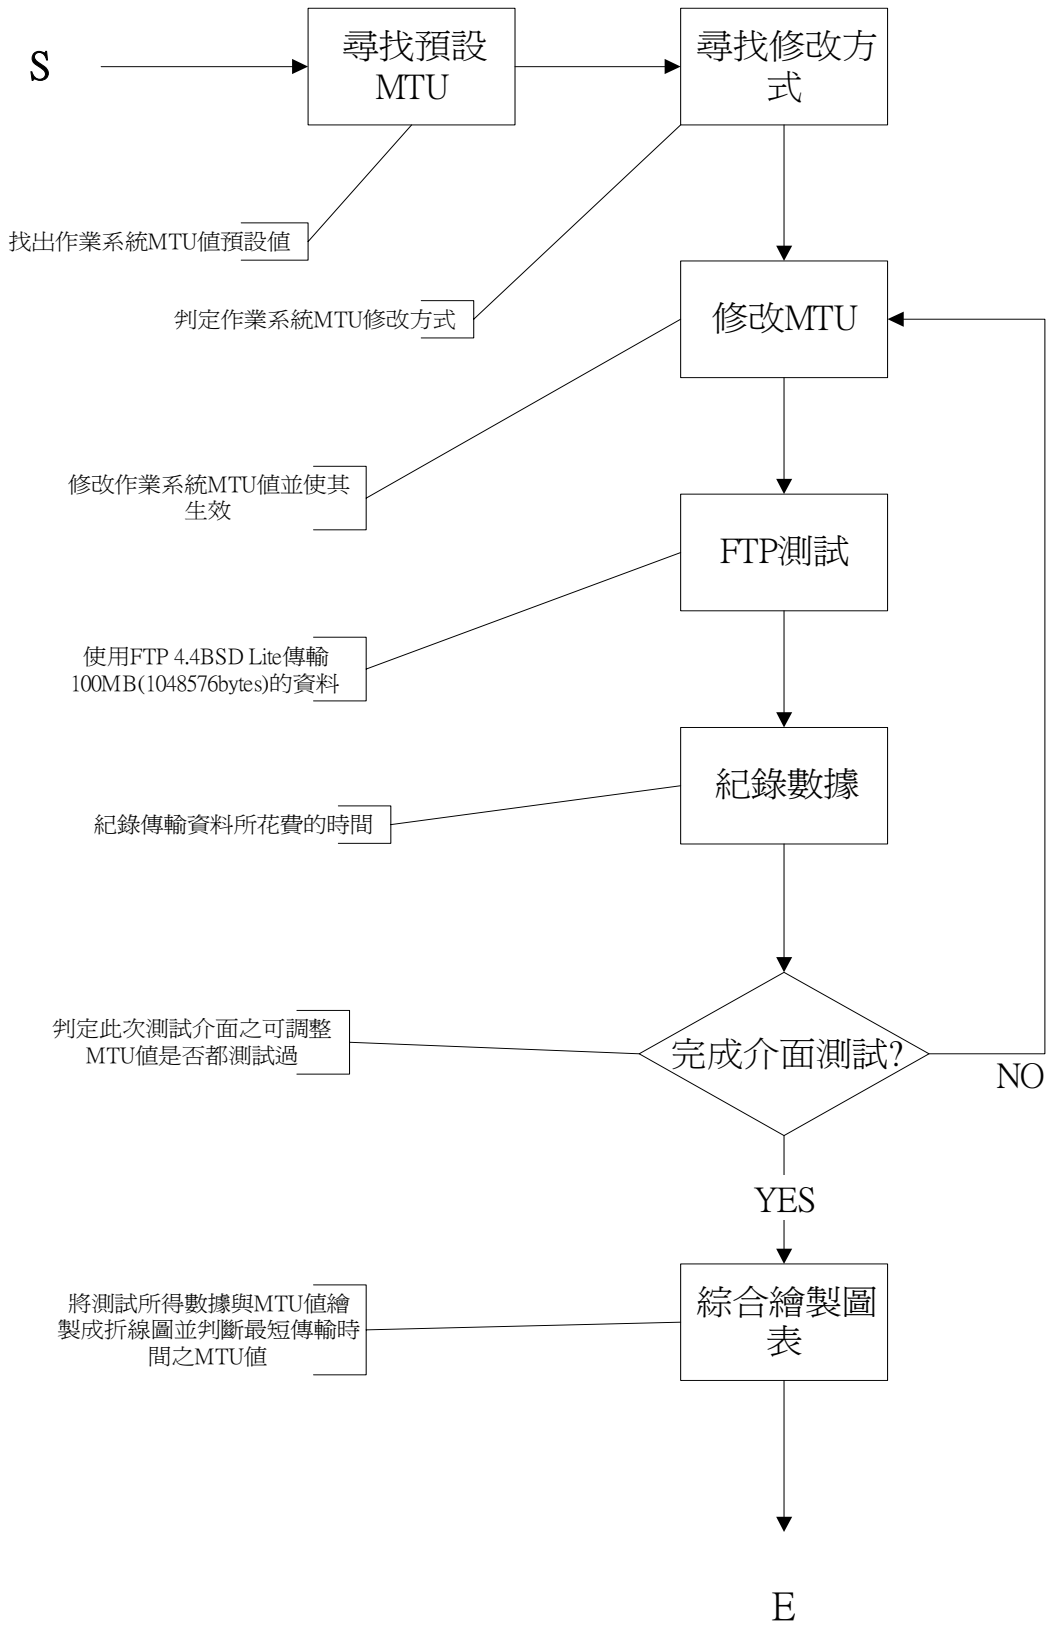 S
尋找預設
MTU
尋找修改方
式
找出作業系統MTU值預設值
判定作業系統MTU修改方式
修改MTU
修改作業系統MTU值並使其
生效
FTP測試
使用FTP 4.4BSD Lite傳輸
100MB(1048576bytes)的資料
紀錄數據
紀錄傳輸資料所花費的時間
判定此次測試介面之可調整
MTU值是否都測試過
完成介面測試?
NO
YES
綜合繪製圖
表
將測試所得數據與MTU值繪
製成折線圖並判斷最短傳輸時
間之MTU值
E